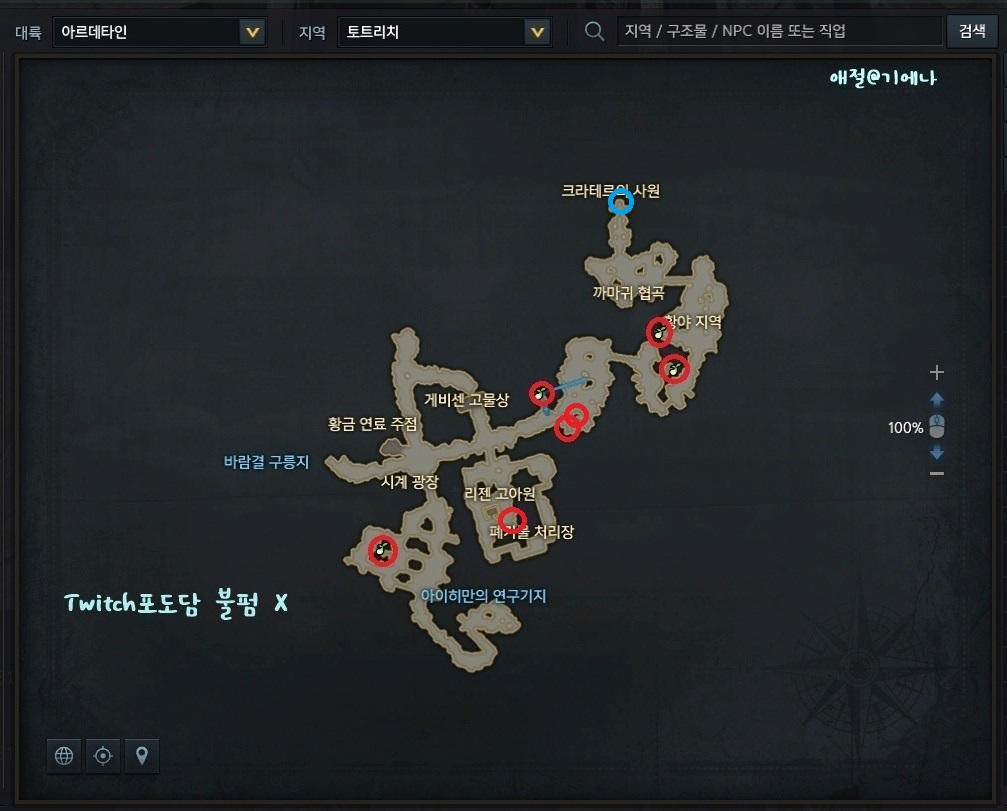 대륙 아르데타인 지역 토트리치 지역 / 구조물 / NPC 이름 또는 직업 검색
애절@기에나
크라테르의 사원
까마귀 협곡
황야 지역
게비센 고물상
황금 연료 주점
바람결 구릉지
시계 광장
리젠 고아원
폐기물 처리장
아이히만의 연구기지
100%
Twitch포도담 불펌 X